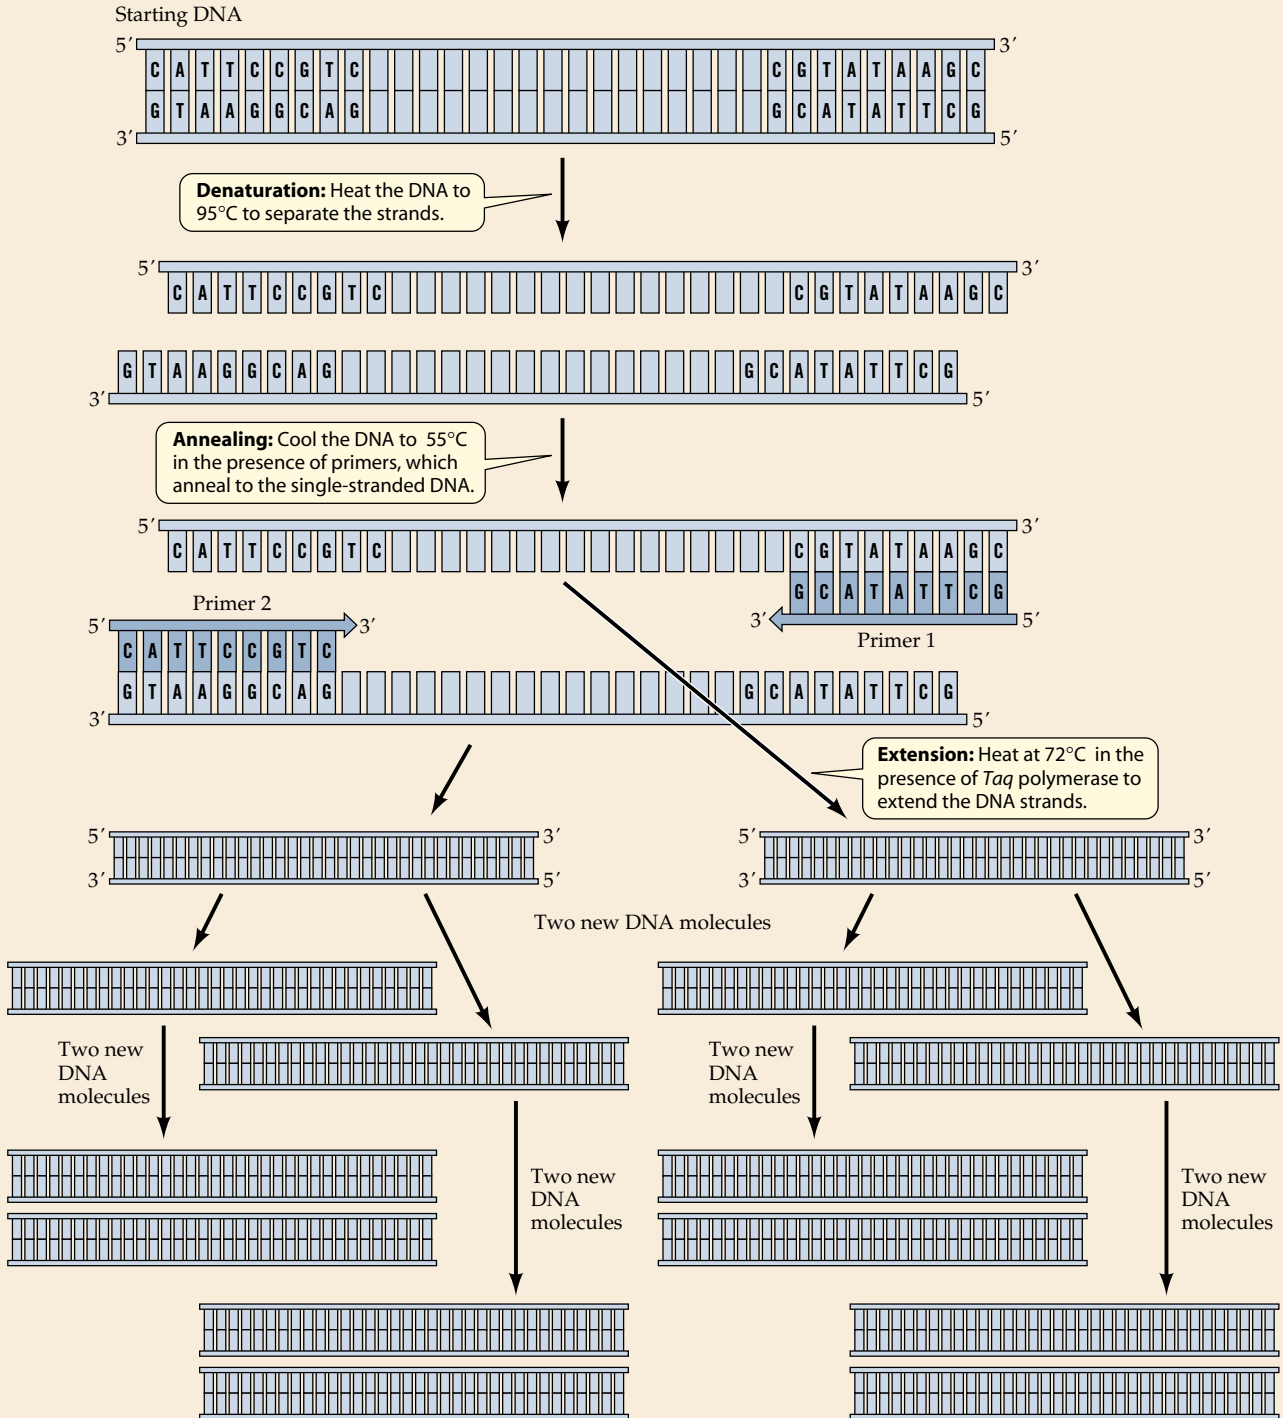 Starting DNA
5′ 3′
C A T T C C G T C C G T A T A A G C
G T A A G G C A G G C A T A T T C G
3′ 5′
Denaturation: Heat the DNA to
95°C to separate the strands.
5′ 3′
C A T T C C G T C C G T A T A A G C
G T A A G G C A G G C A T A T T C G
3′ 5′
Annealing: Cool the DNA to 55°C
in the presence of primers, which
anneal to the single-stranded DNA.
5′ 3′
C A T T C C G T C C G T A T A A G C
G C A T A T T C G
3′ 5′
Primer 1
Primer 2
5′ 3′
C A T T C C G T C
G T A A G G C A G G C A T A T T C G
3′ 5′
Extension: Heat at 72°C in the
presence of Taq polymerase to
extend the DNA strands.
5′ 3′ 5′ 3′
3′ 5′ 3′ 5′
Two new DNA molecules
Two new
DNA
molecules
Two new
DNA
molecules
Two new
DNA
molecules
Two new
DNA
molecules